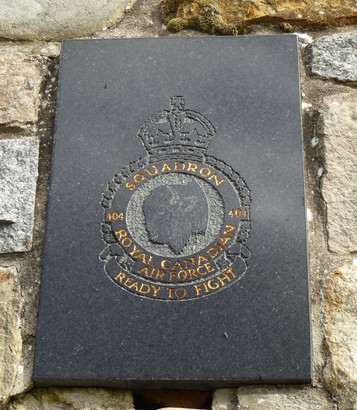 SQUADRON
404 404
ROYAL CANADIAN
AIR FORCE
READY TO FIGHT